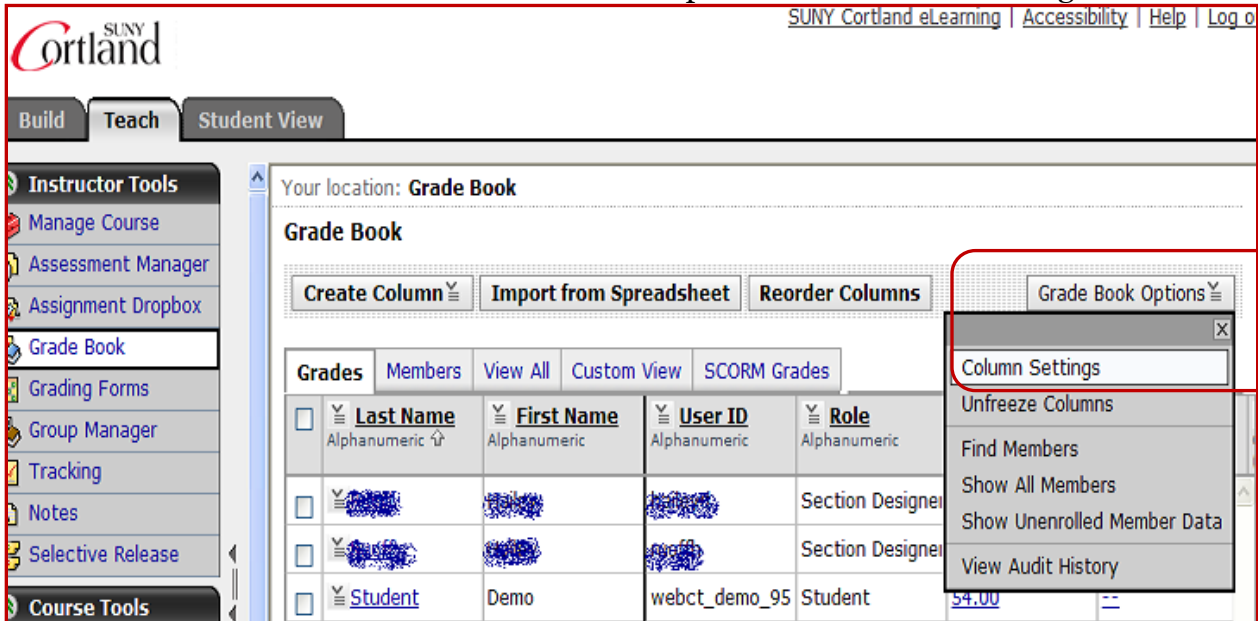 SUNY Cortland eLearning | Accessibility | Help | Log o
SUNY
Cortland
Build Teach Student View
Instructor Tools
Manage Course
Assessment Manager
Assignment Dropbox
Grade Book
Grading Forms
Group Manager
Tracking
Notes
Selective Release
Course Tools
Your location: Grade Book
Grade Book
Create Column Import from Spreadsheet Reorder Columns Grade Book Options
X
Column Settings
Unfreeze Columns
Find Members
Show All Members
Show Unenrolled Member Data
View Audit History
Grades Members View All Custom View SCORM Grades
Last Name First Name User ID Role
Alphanumeric Alphanumeric Alphanumeric Alphanumeric
Section Designer
Section Designer
Student Demo webct_demo_95 Student 54.00 --